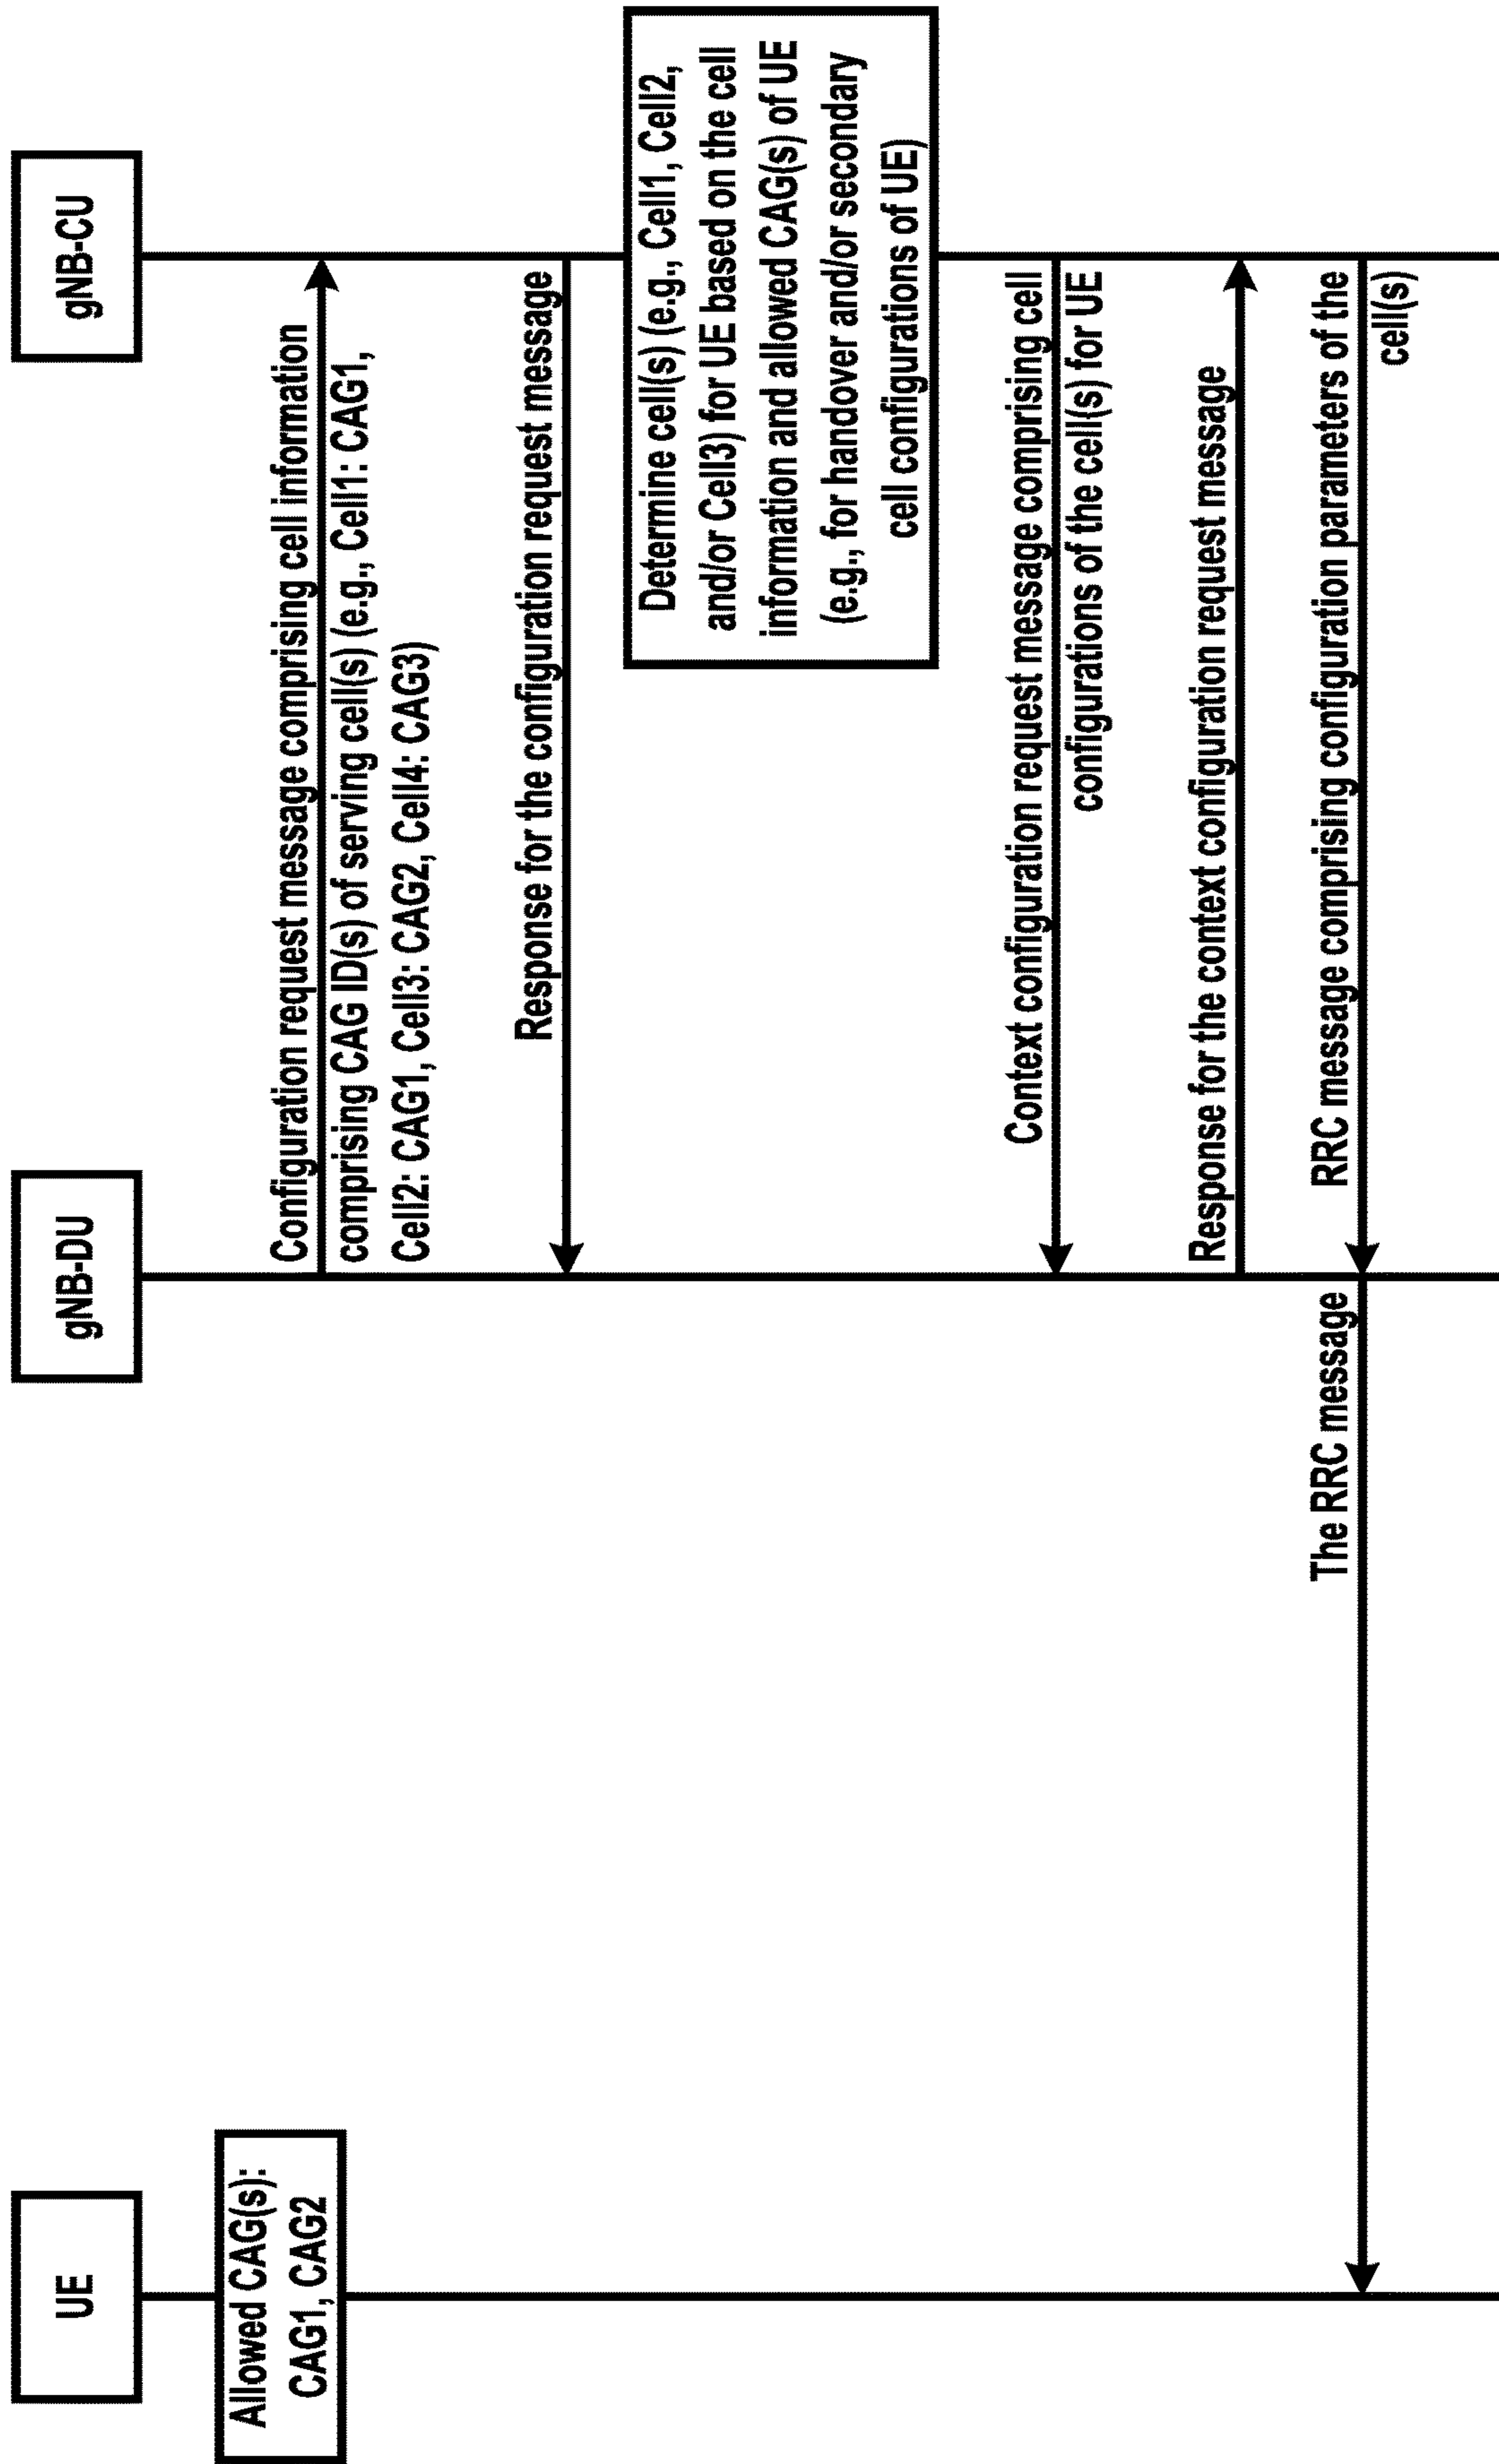 UE
gNB-DU
gNB-CU
Allowed CAG(s):
CAG1, CAG2
Configuration request message comprising cell information
comprising CAG ID(s) of serving cell(s) (e.g., Cell1: CAG1,
Cell2: CAG1, Cell3: CAG2, Cell4: CAG3)
Response for the configuration request message
Determine cell(s) (e.g., Cell1, Cell2,
and/or Cell3) for UE based on the cell
information and allowed CAG(s) of UE
(e.g., for handover and/or secondary
cell configurations of UE)
Context configuration request message comprising cell
configurations of the cell(s) for UE
Response for the context configuration request message
RRC message comprising configuration parameters of the
cell(s)
The RRC message